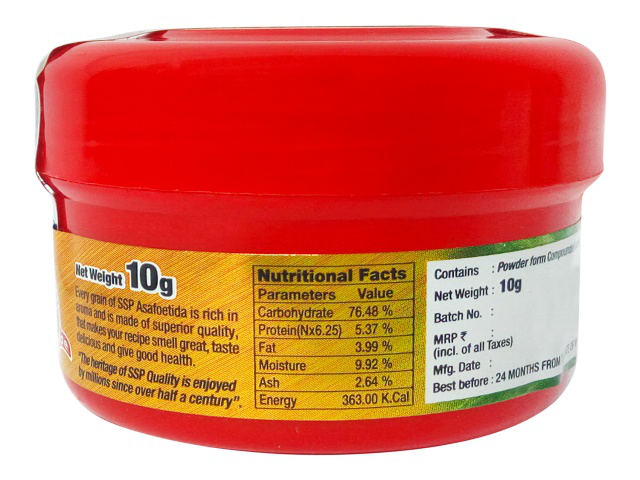 Net Weight 10g
Every grain of SSP Asafoetida is rich in
aroma and is made of superior quality,
that makes your recipe smell great, taste
delicious and give good health.
"The heritage of SSP Quality is enjoyed
by millions since over half a century".
Nutritional Facts
Parameters Value
Carbohydrate 76.48 %
Protein(Nx6.25) 5.37 %
Fat 3.99 %
Moisture 9.92 %
Ash 2.64 %
Energy 363.00 K.Cal
Contains : Powder form
Net Weight : 10g
Batch No. :
MRP ₹ :
(incl. of all Taxes)
Mfg. Date :
Best before : 24 MONTHS FROM